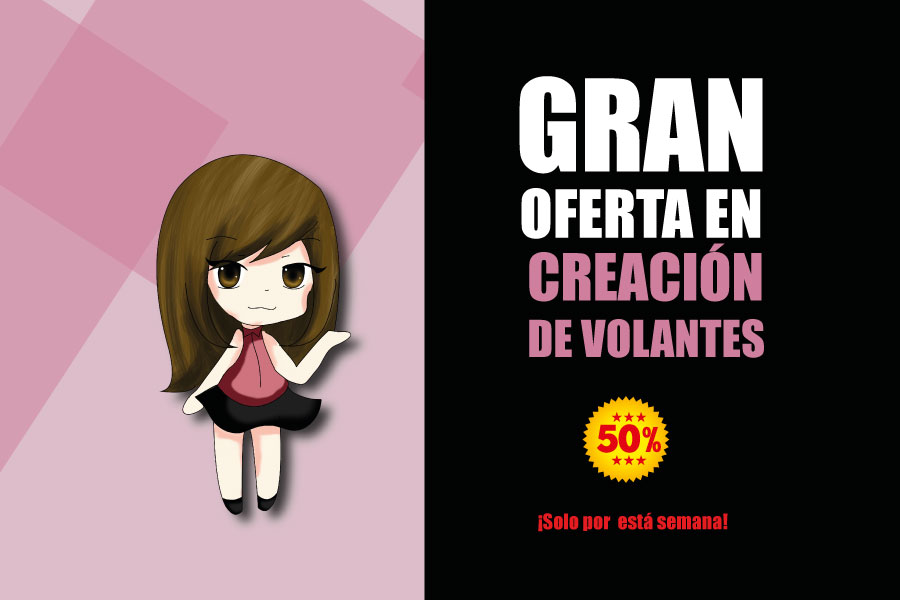 GRAN
OFERTA EN
CREACIÓN
DE VOLANTES
50%
¡Solo por está semana!